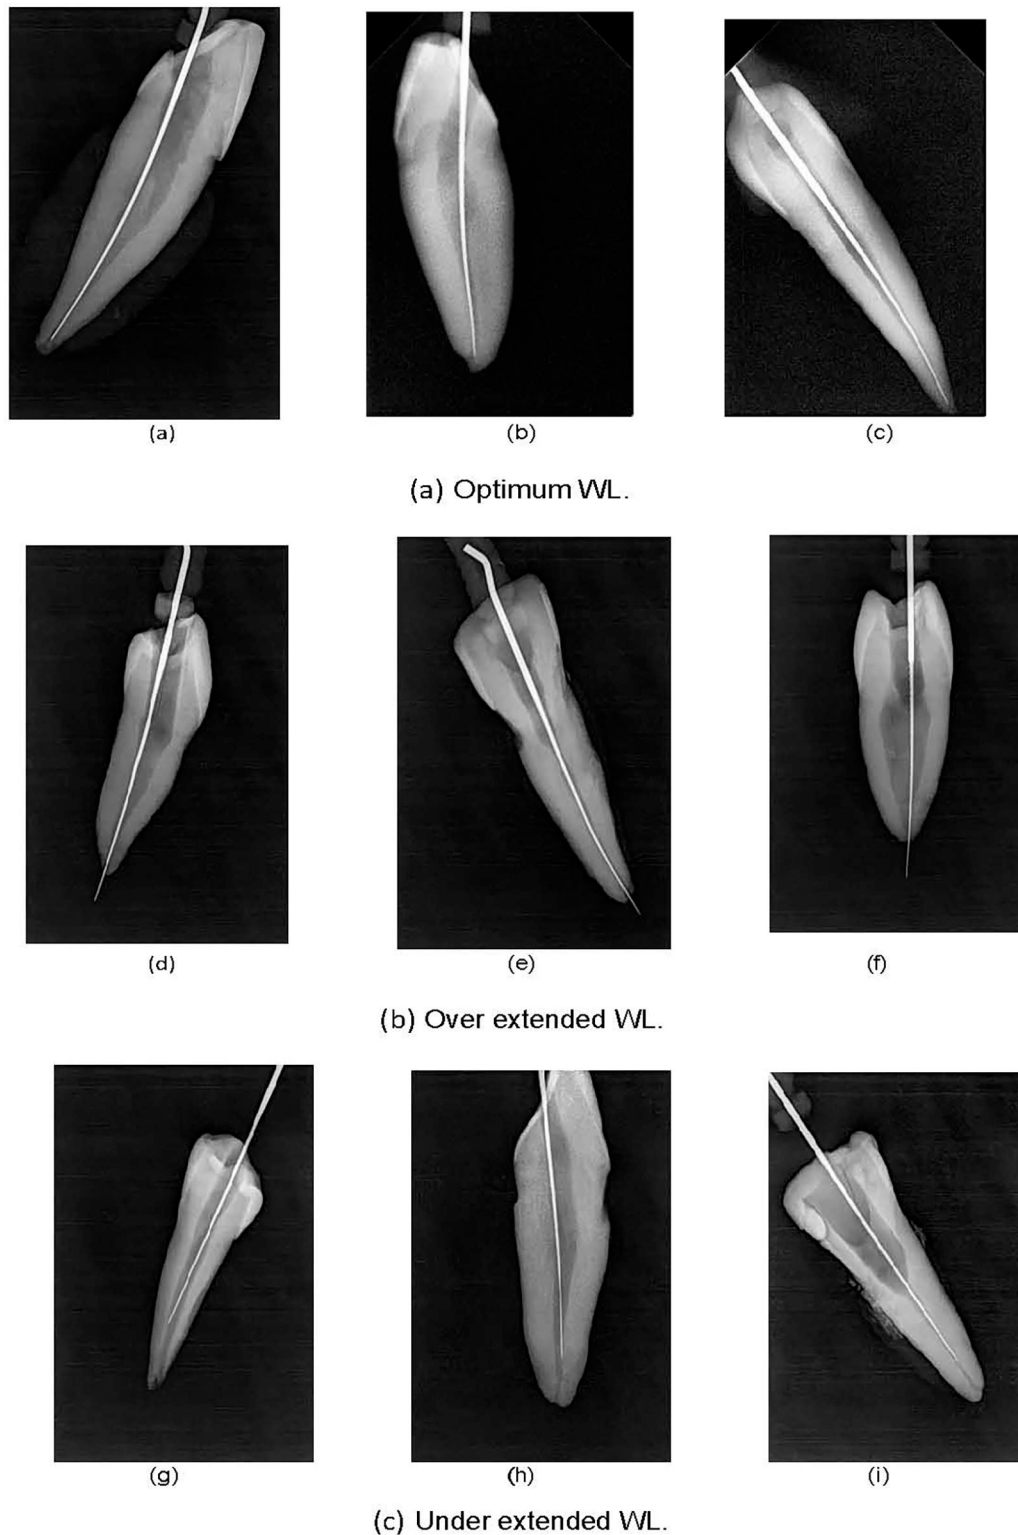 (a) (b) (c)
(a) Optimum WL.
(d) (e) (f)
(b) Over extended WL.
(g) (h) (i)
(c) Under extended WL.